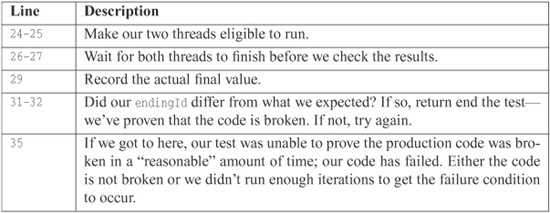 Line Description
24–25 Make our two threads eligible to run.
26–27 Wait for both threads to finish before we check the results.
29 Record the actual final value.
31–32 Did our endingId differ from what we expected? If so, return end the test—
we’ve proven that the code is broken. If not, try again.
35 If we got to here, our test was unable to prove the production code was bro-
ken in a “reasonable” amount of time; our code has failed. Either the code
is not broken or we didn’t run enough iterations to get the failure condition
to occur.